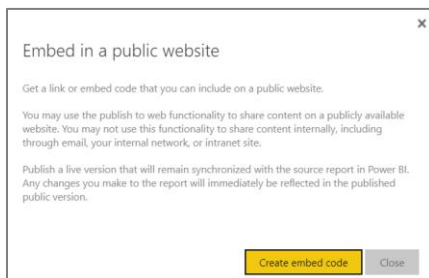 Embed in a public website
Get a link or embed code that you can include on a public website.
You may use the publish to web functionality to share content on a publicly available
website. You may not use this functionality to share content internally, including
through email, your internal network, or intranet site.
Publish a live version that will remain synchronized with the source report in Power BI.
Any changes you make to the report will immediately be reflected in the published
public version.
Create embed code Close